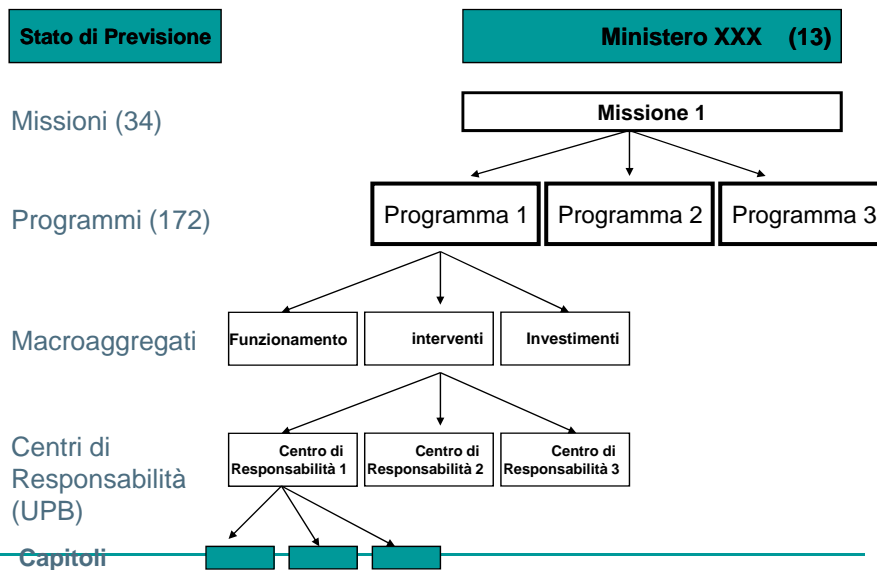 Stato di Previsione
Ministero XXX (13)
Missioni (34)
Missione 1
Programmi (172)
Programma 1
Programma 2
Programma 3
Macroaggregati
Funzionamento
interventi
Investimenti
Centri di
Responsabilità
(UPB)
Centro di
Responsabilità 1
Centro di
Responsabilità 2
Centro di
Responsabilità 3
Capitoli